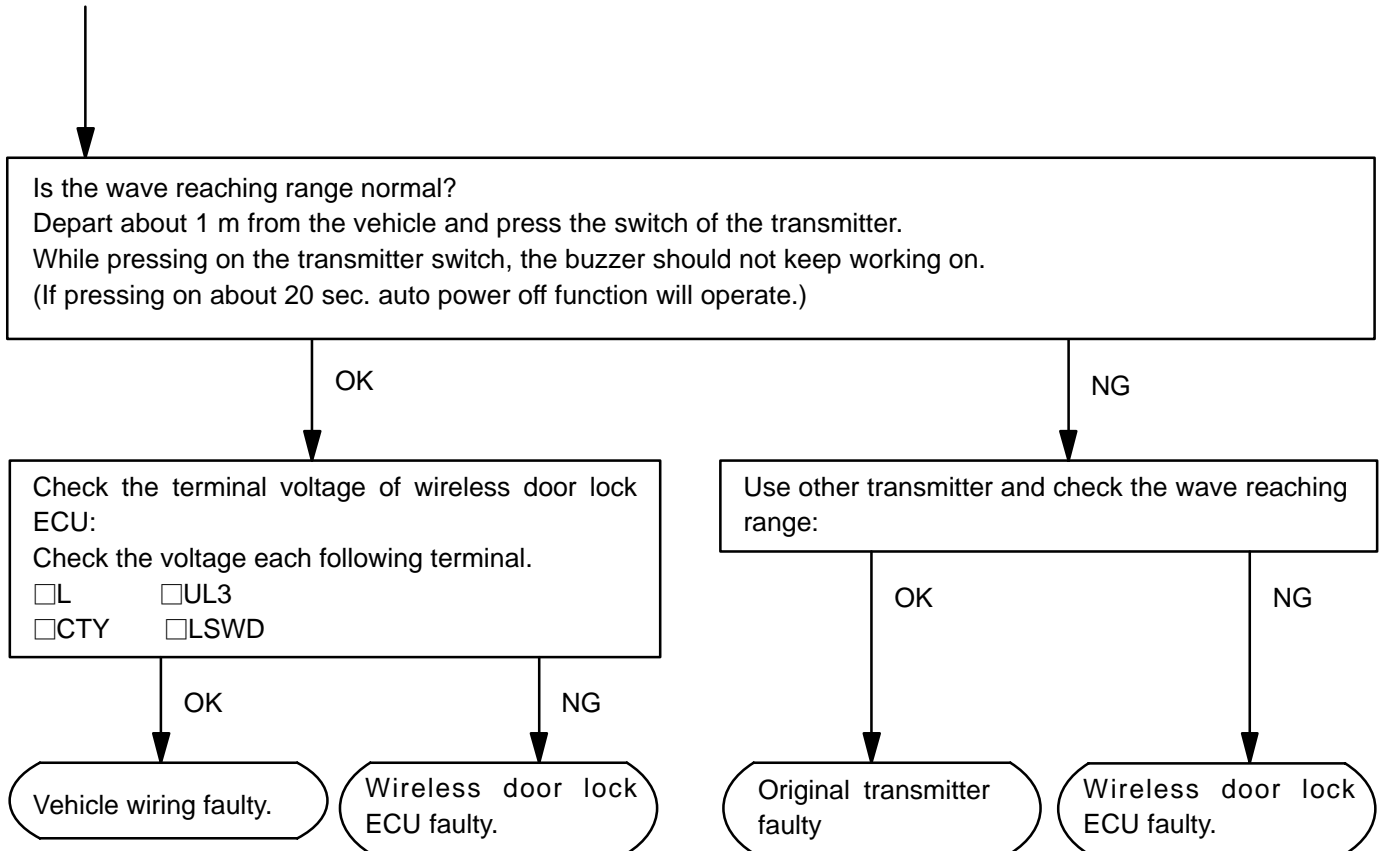 Is the wave reaching range normal?
Depart about 1 m from the vehicle and press the switch of the transmitter.
While pressing on the transmitter switch, the buzzer should not keep working on.
(If pressing on about 20 sec. auto power off function will operate.)
OK
NG
Check the terminal voltage of wireless door lock
ECU:
Check the voltage each following terminal.
□L □UL3
□CTY □LSWD
Use other transmitter and check the wave reaching
range:
OK
NG
OK
NG
Vehicle wiring faulty.
Wireless door lock
ECU faulty.
Original transmitter
faulty
Wireless door lock
ECU faulty.